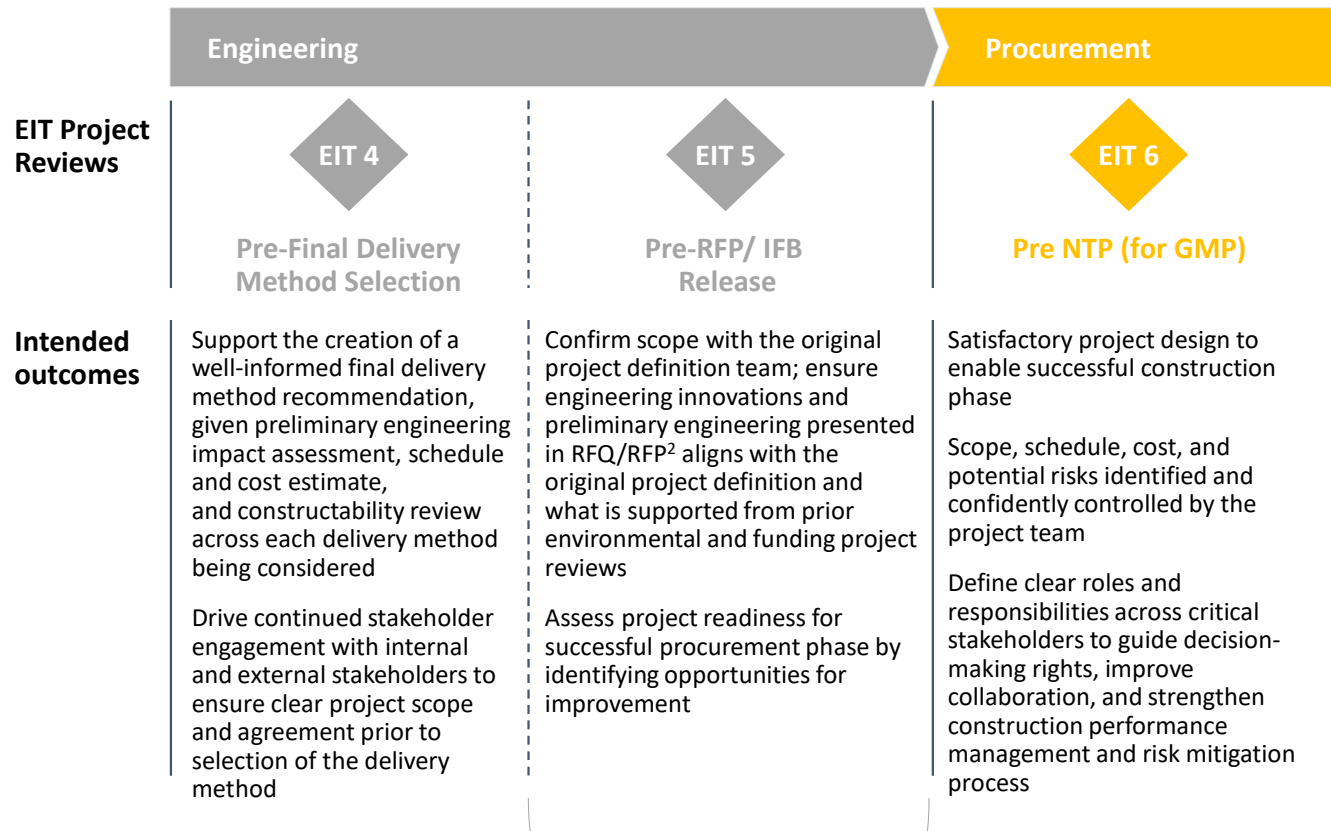 Engineering
Procurement
EIT Project
Reviews
EIT 4
EIT 5
EIT 6
Pre-Final Delivery
Method Selection
Pre-RFP/ IFB
Release
Pre NTP (for GMP)
Intended
outcomes
Support the creation of a
well-informed final delivery
method recommendation,
given preliminary engineering
impact assessment, schedule
and cost estimate,
and constructability review
across each delivery method
being considered
Drive continued stakeholder
engagement with internal
and external stakeholders to
ensure clear project scope
and agreement prior to
selection of the delivery
method
Confirm scope with the original
project definition team; ensure
engineering innovations and
preliminary engineering presented
in RFQ/RFP² aligns with the
original project definition and
what is supported from prior
environmental and funding project
reviews
Assess project readiness for
successful procurement phase by
identifying opportunities for
improvement
Satisfactory project design to
enable successful construction
phase
Scope, schedule, cost, and
potential risks identified and
confidently controlled by the
project team
Define clear roles and
responsibilities across critical
stakeholders to guide decision-
making rights, improve
collaboration, and strengthen
construction performance
management and risk mitigation
process